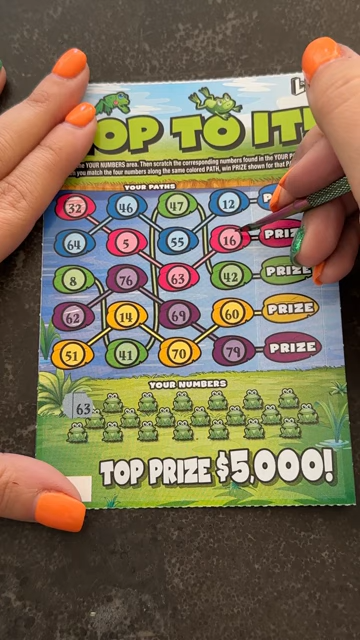 OP TO IT!
the YOUR NUMBERS area. Then scratch the corresponding numbers found in the YOUR
you match the four numbers along the same colored PATH, win PRIZE shown for that
YOUR PATHS
32 46 47 12
64 5 55 16 PRIZE
8 76 63 42 PRIZE
62 14 69 60 PRIZE
51 41 70 79 PRIZE
YOUR NUMBERS
63
TOP PRIZE $5,000!